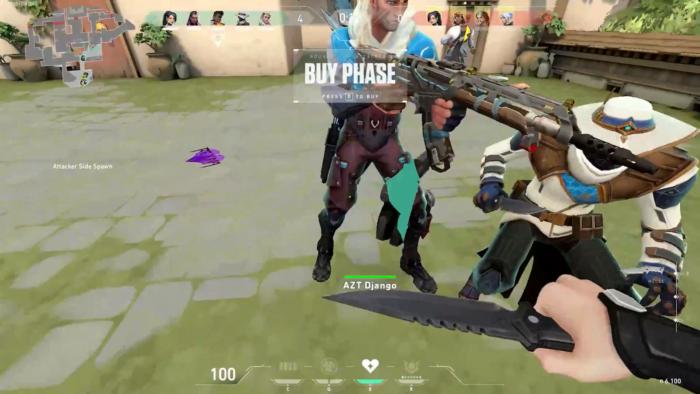 4
BUY PHASE
PRESS B TO BUY
Attacker Side Spawn
AZT Django
100
C
Q